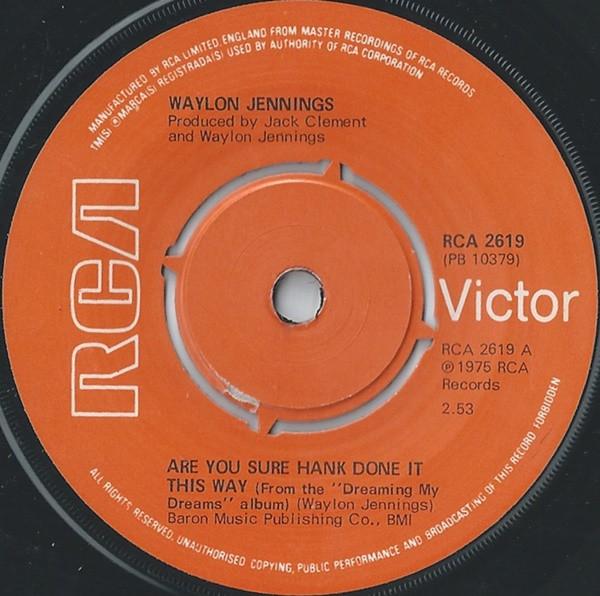 MANUFACTURED BY RCA LIMITED, ENGLAND FROM MASTER RECORDINGS OF RCA RECORDS
TM(S) ® MARCA(S) REGISTRADA(S) USED BY AUTHORITY OF RCA CORPORATION
WAYLON JENNINGS
Produced by Jack Clement
and Waylon Jennings
RCA
RCA 2619
(PB 10379)
Victor
RCA 2619 A
℗ 1975 RCA
Records
2.53
ARE YOU SURE HANK DONE IT
THIS WAY (From the "Dreaming My
Dreams" album) (Waylon Jennings)
Baron Music Publishing Co., BMI
ALL RIGHTS RESERVED, UNAUTHORISED COPYING, PUBLIC PERFORMANCE AND BROADCASTING OF THIS RECORD FORBIDDEN